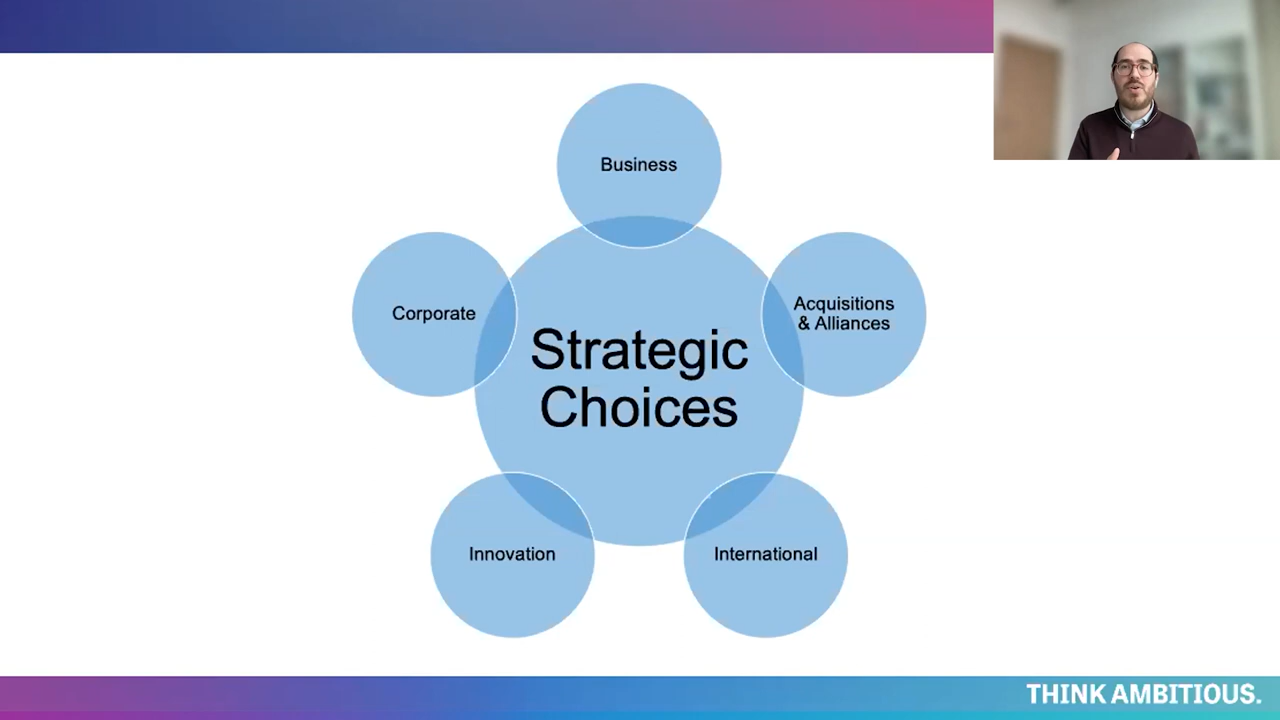 Business
Corporate
Acquisitions
& Alliances
Strategic
Choices
Innovation
International
THINK AMBITIOUS.